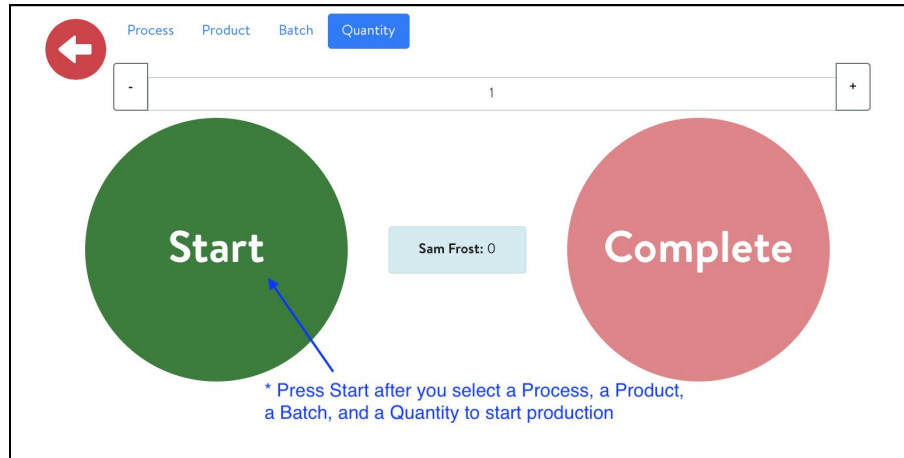 Process Product Batch Quantity
- 1 +
Start
Sam Frost: 0
Complete
* Press Start after you select a Process, a Product,
a Batch, and a Quantity to start production